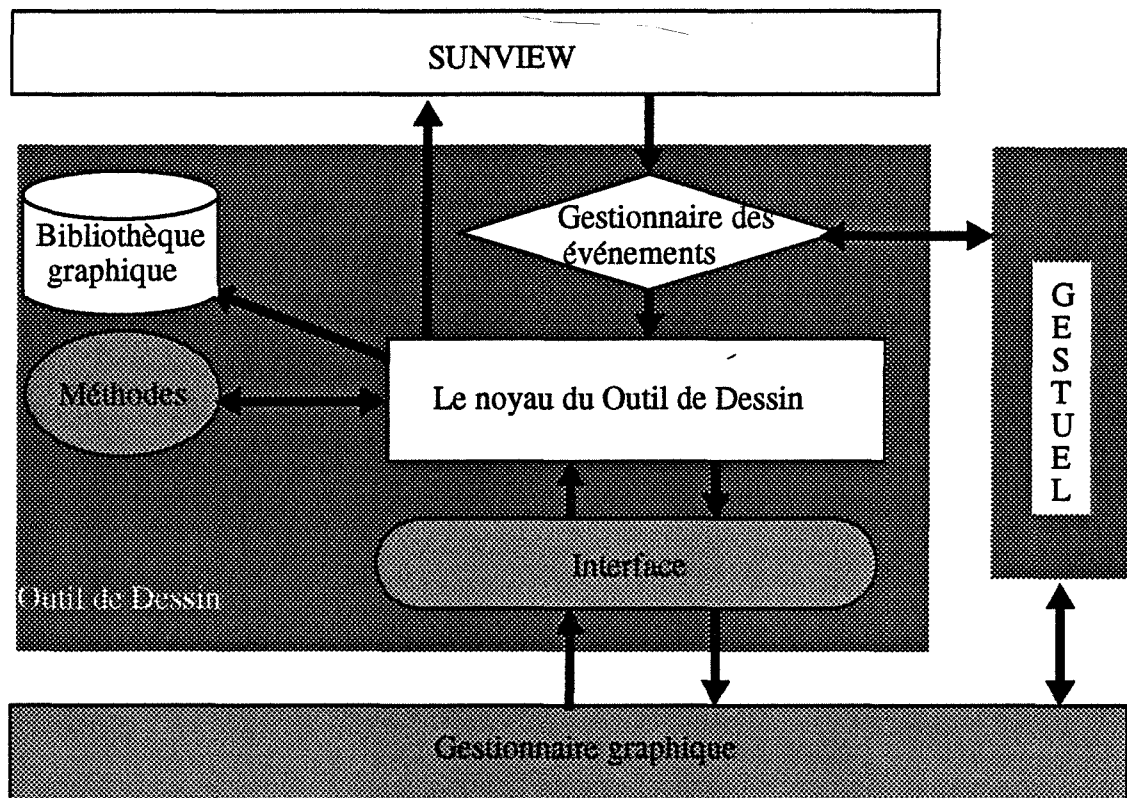 SUNVIEW
Gestionnaire des
événements
Bibliothèque
graphique
GESTUEL
Méthodes
Le noyau du Outil de Dessin
Interface
Outil de Dessin
Gestionnaire graphique